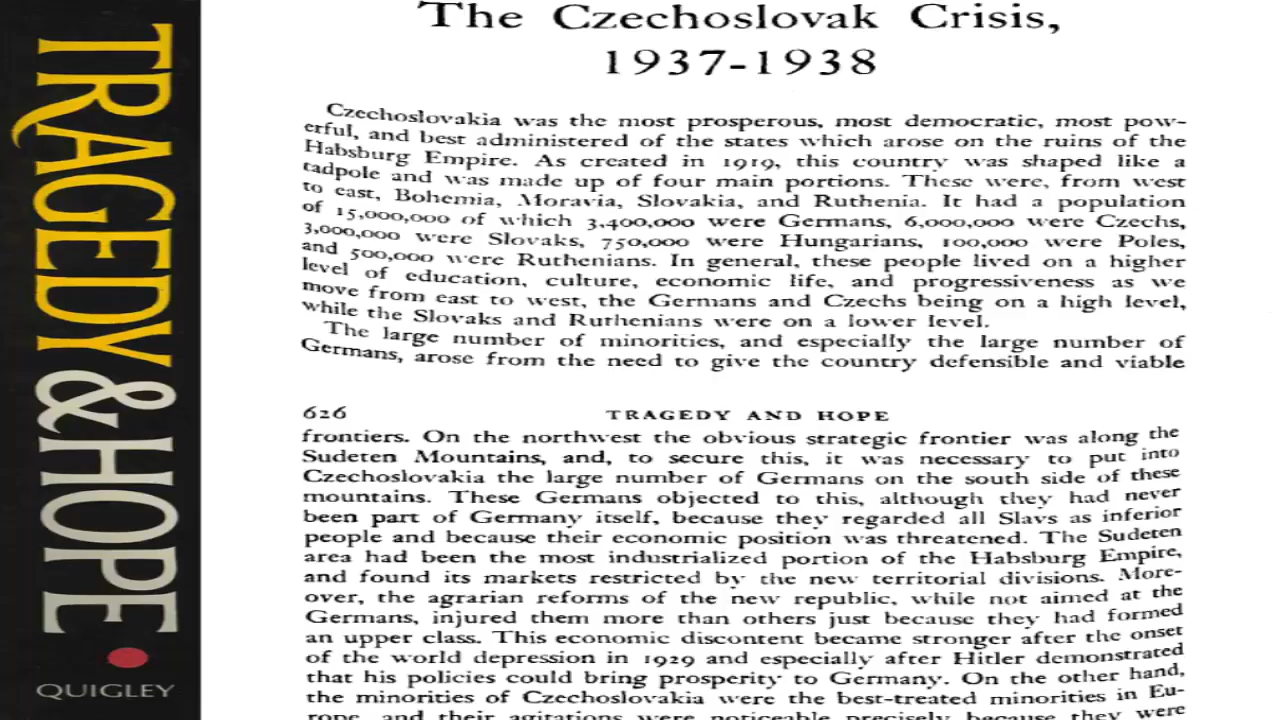 TRAGEDY & HOPE
QUIGLEY
The Czechoslovak Crisis,
1937-1938
Czechoslovakia was the most prosperous, most democratic, most pow-
erful, and best administered of the states which arose on the ruins of the
Habsburg Empire. As created in 1919, this country was shaped like a
tadpole and was made up of four main portions. These were, from west
to east, Bohemia, Moravia, Slovakia, and Ruthenia. It had a population
of 15,000,000 of which 3,400,000 were Germans, 6,000,000 were Czechs,
3,000,000 were Slovaks, 750,000 were Hungarians, 100,000 were Poles,
and 500,000 were Ruthenians. In general, these people lived on a higher
level of education, culture, economic life, and progressiveness as we
move from east to west, the Germans and Czechs being on a high level,
while the Slovaks and Ruthenians were on a lower level.
The large number of minorities, and especially the large number of
Germans, arose from the need to give the country defensible and viable
626 TRAGEDY AND HOPE
frontiers. On the northwest the obvious strategic frontier was along the
Sudeten Mountains, and, to secure this, it was necessary to put into
Czechoslovakia the large number of Germans on the south side of these
mountains. These Germans objected to this, although they had never
been part of Germany itself, because they regarded all Slavs as inferior
people and because their economic position was threatened. The Sudeten
area had been the most industrialized portion of the Habsburg Empire,
and found its markets restricted by the new territorial divisions. More-
over, the agrarian reforms of the new republic, while not aimed at the
Germans, injured them more than others just because they had formed
an upper class. This economic discontent became stronger after the onset
of the world depression in 1929 and especially after Hitler demonstrated
that his policies could bring prosperity to Germany. On the other hand,
the minorities of Czechoslovakia were the best-treated minorities in Eu-
rope, and their agitations were noticeable precisely because they were